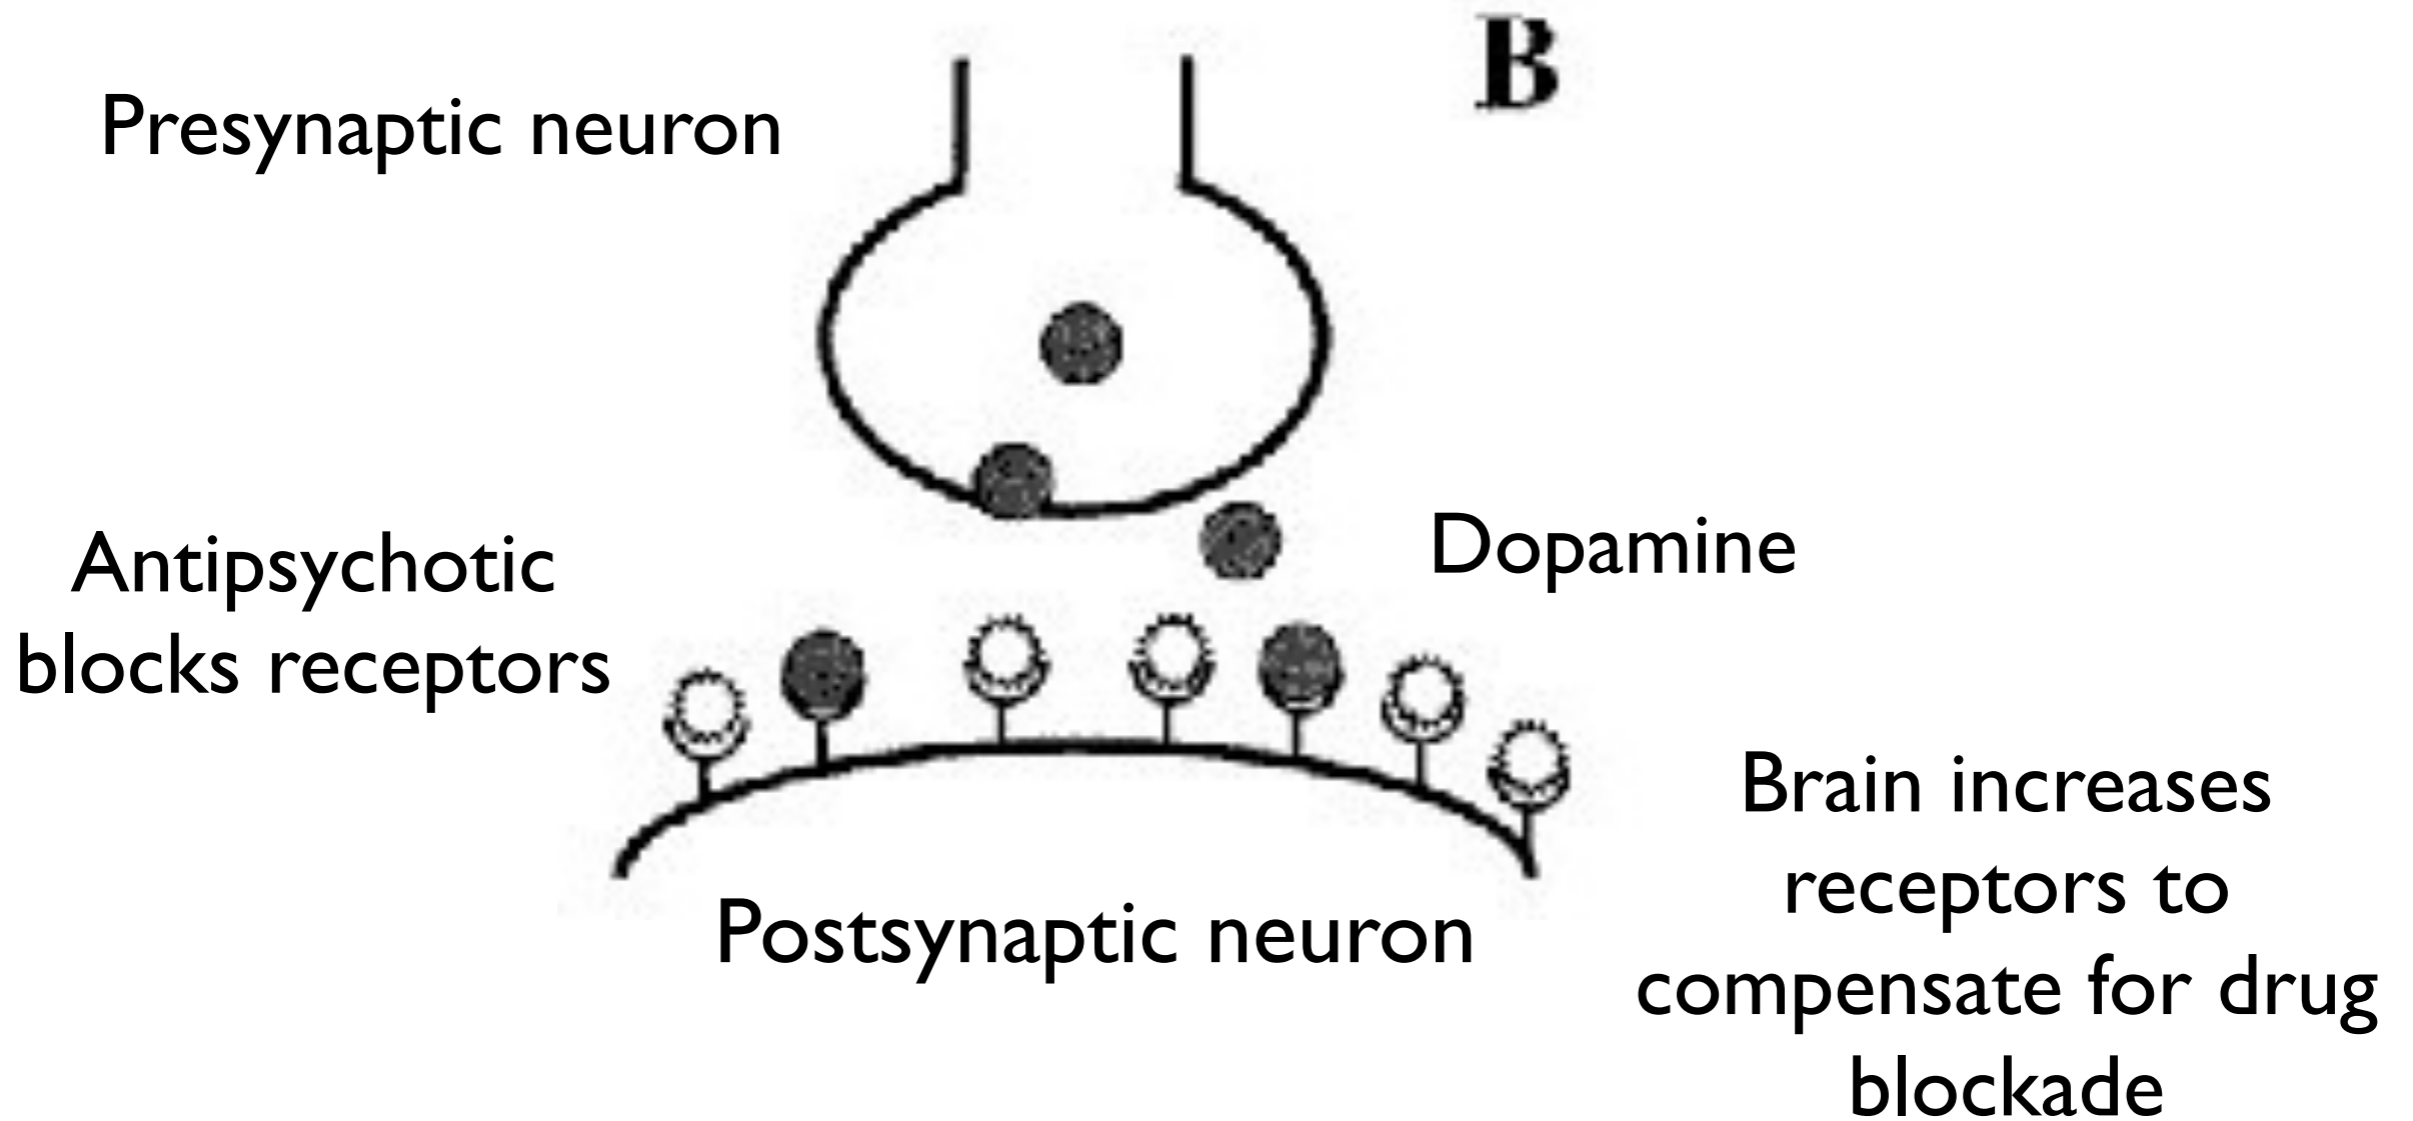 B
Presynaptic neuron
Antipsychotic
blocks receptors
Dopamine
Brain increases
receptors to
compensate for drug
blockade
Postsynaptic neuron